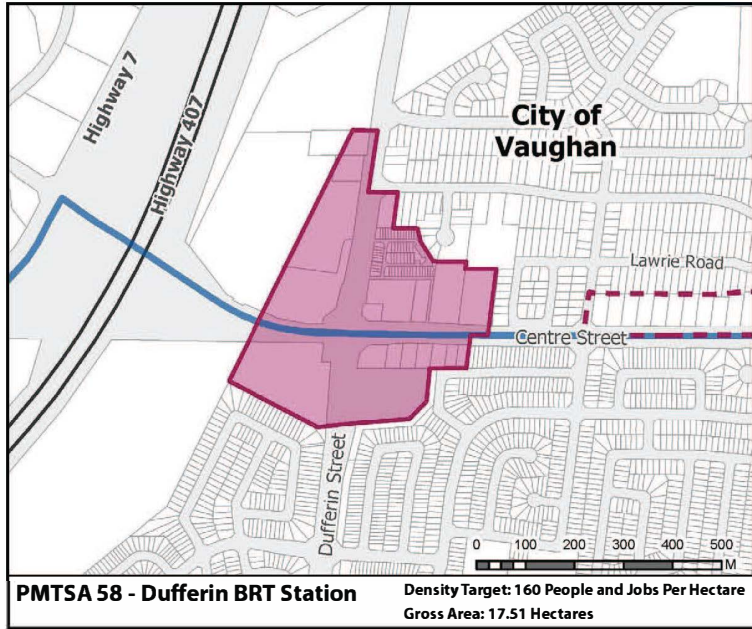 Highway 7
Highway 407
City of
Vaughan
Lawrie Road
Centre Street
Dufferin Street
0 100 200 300 400 500
M
PMTSA 58 - Dufferin BRT Station
Density Target: 160 People and Jobs Per Hectare
Gross Area: 17.51 Hectares